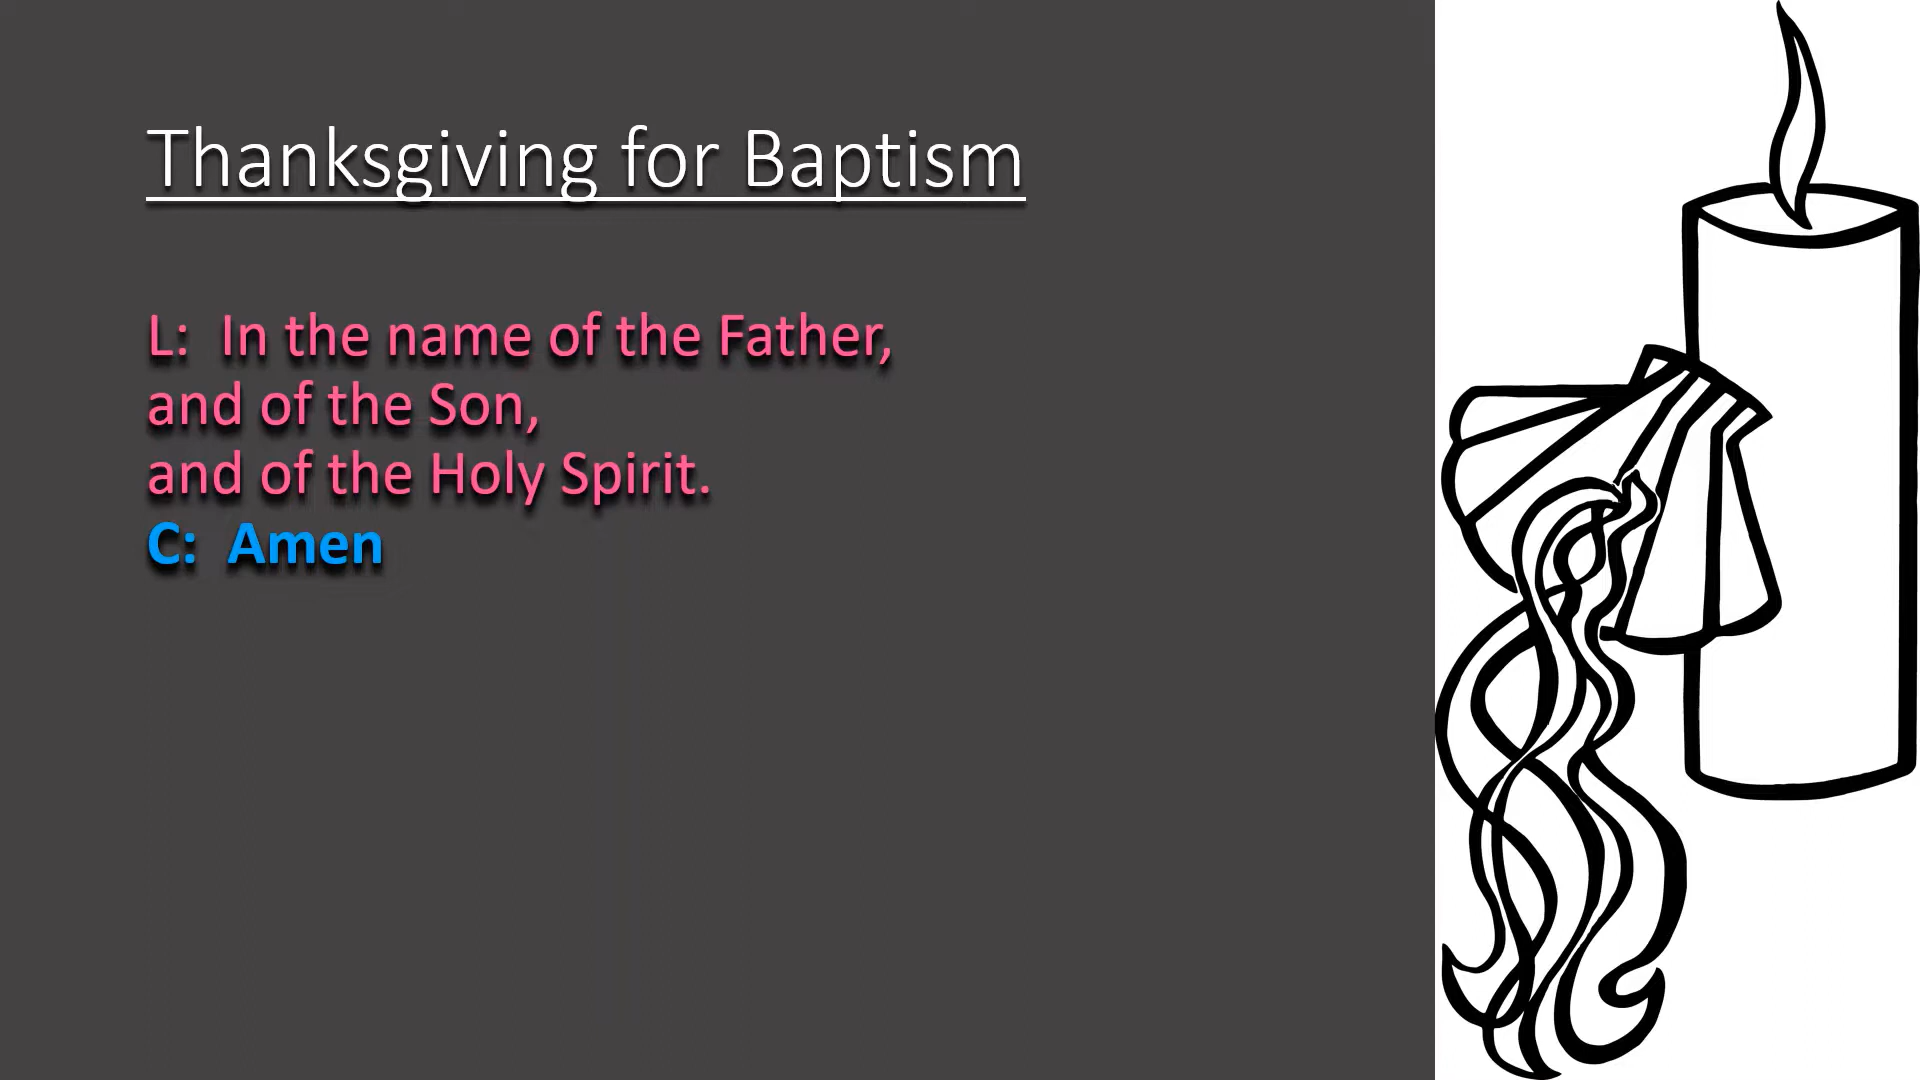 Thanksgiving for Baptism
L: In the name of the Father,
and of the Son,
and of the Holy Spirit.
C: Amen